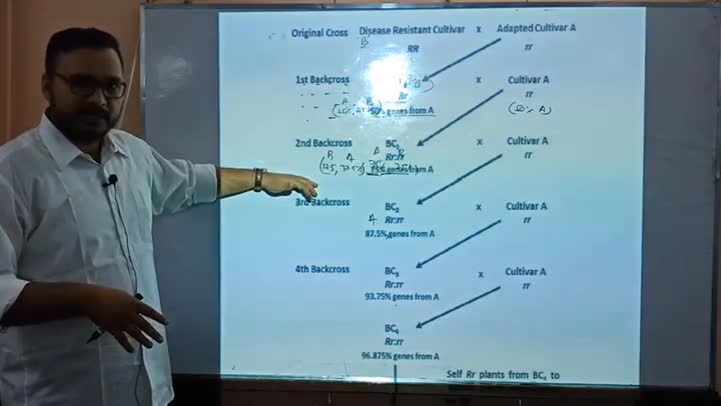 Original Cross Disease Resistant Cultivar x Adapted Cultivar A
B RR rr
1st Backcross x Cultivar A
Rr rr
50% genes from A
2nd Backcross BC₁ x Cultivar A
Rr:rr rr
genes from A
3rd Backcross BC₂ x Cultivar A
A Rr:rr rr
87.5% genes from A
4th Backcross BC₃ x Cultivar A
Rr:rr rr
93.75% genes from A
BC₄
Rr:rr
96.875% genes from A
Self Rr plants from BC₄ to